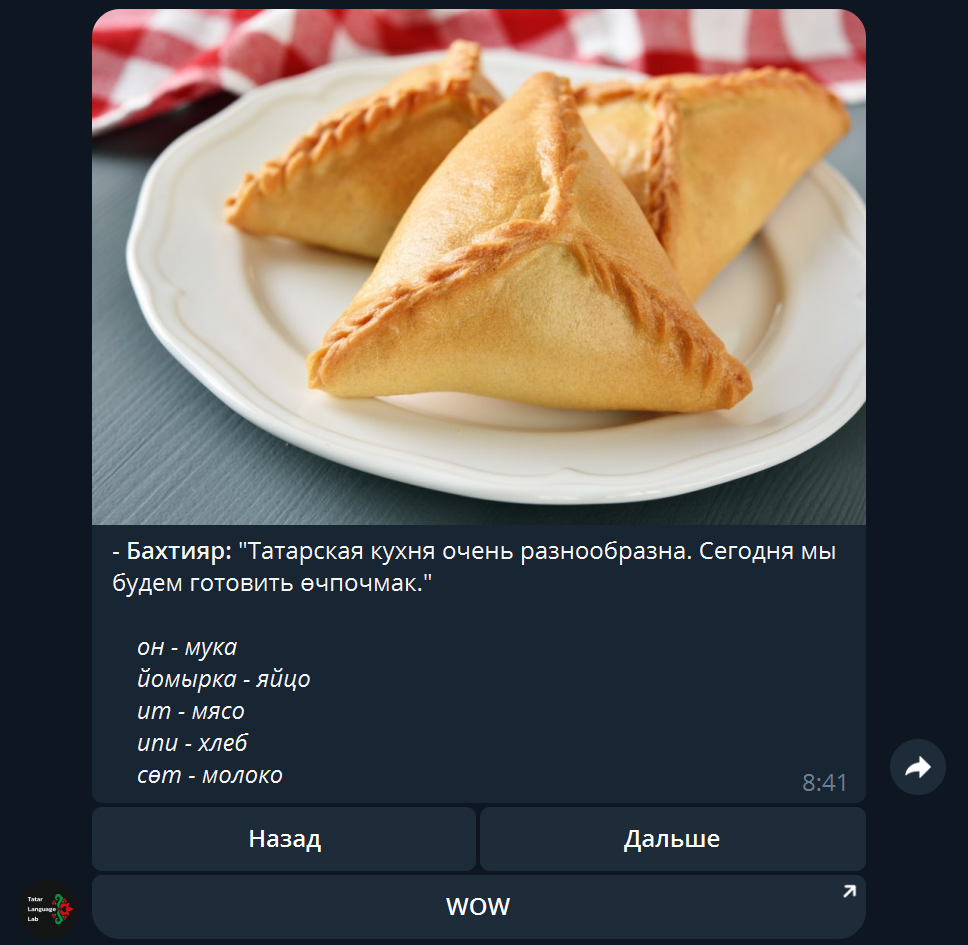 - Бахтияр: "Татарская кухня очень разнообразна. Сегодня мы
будем готовить өчпочмак."
он - мука
йомырка - яйцо
ит - мясо
ипи - хлеб
сөт - молоко
8:41
Назад
Дальше
WOW
Tatar
Language
Lab